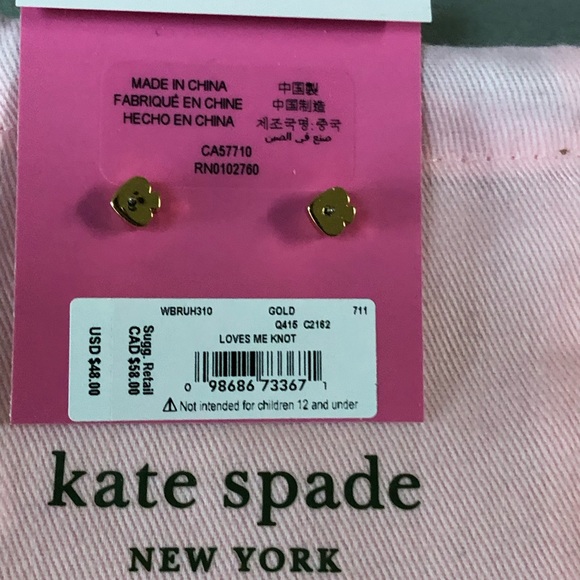 MADE IN CHINA
FABRIQUÉ EN CHINE
HECHO EN CHINA
中国製
中国制造
제조국명:중국
صنع في الصين
CA57710
RN0102760
WBRUH310 GOLD 711
Q415 C2162
LOVES ME KNOT
Sugg. Retail
CAD $58.00
USD $48.00
0 98686 73367 1
⚠ Not intended for children 12 and under
kate spade
NEW YORK